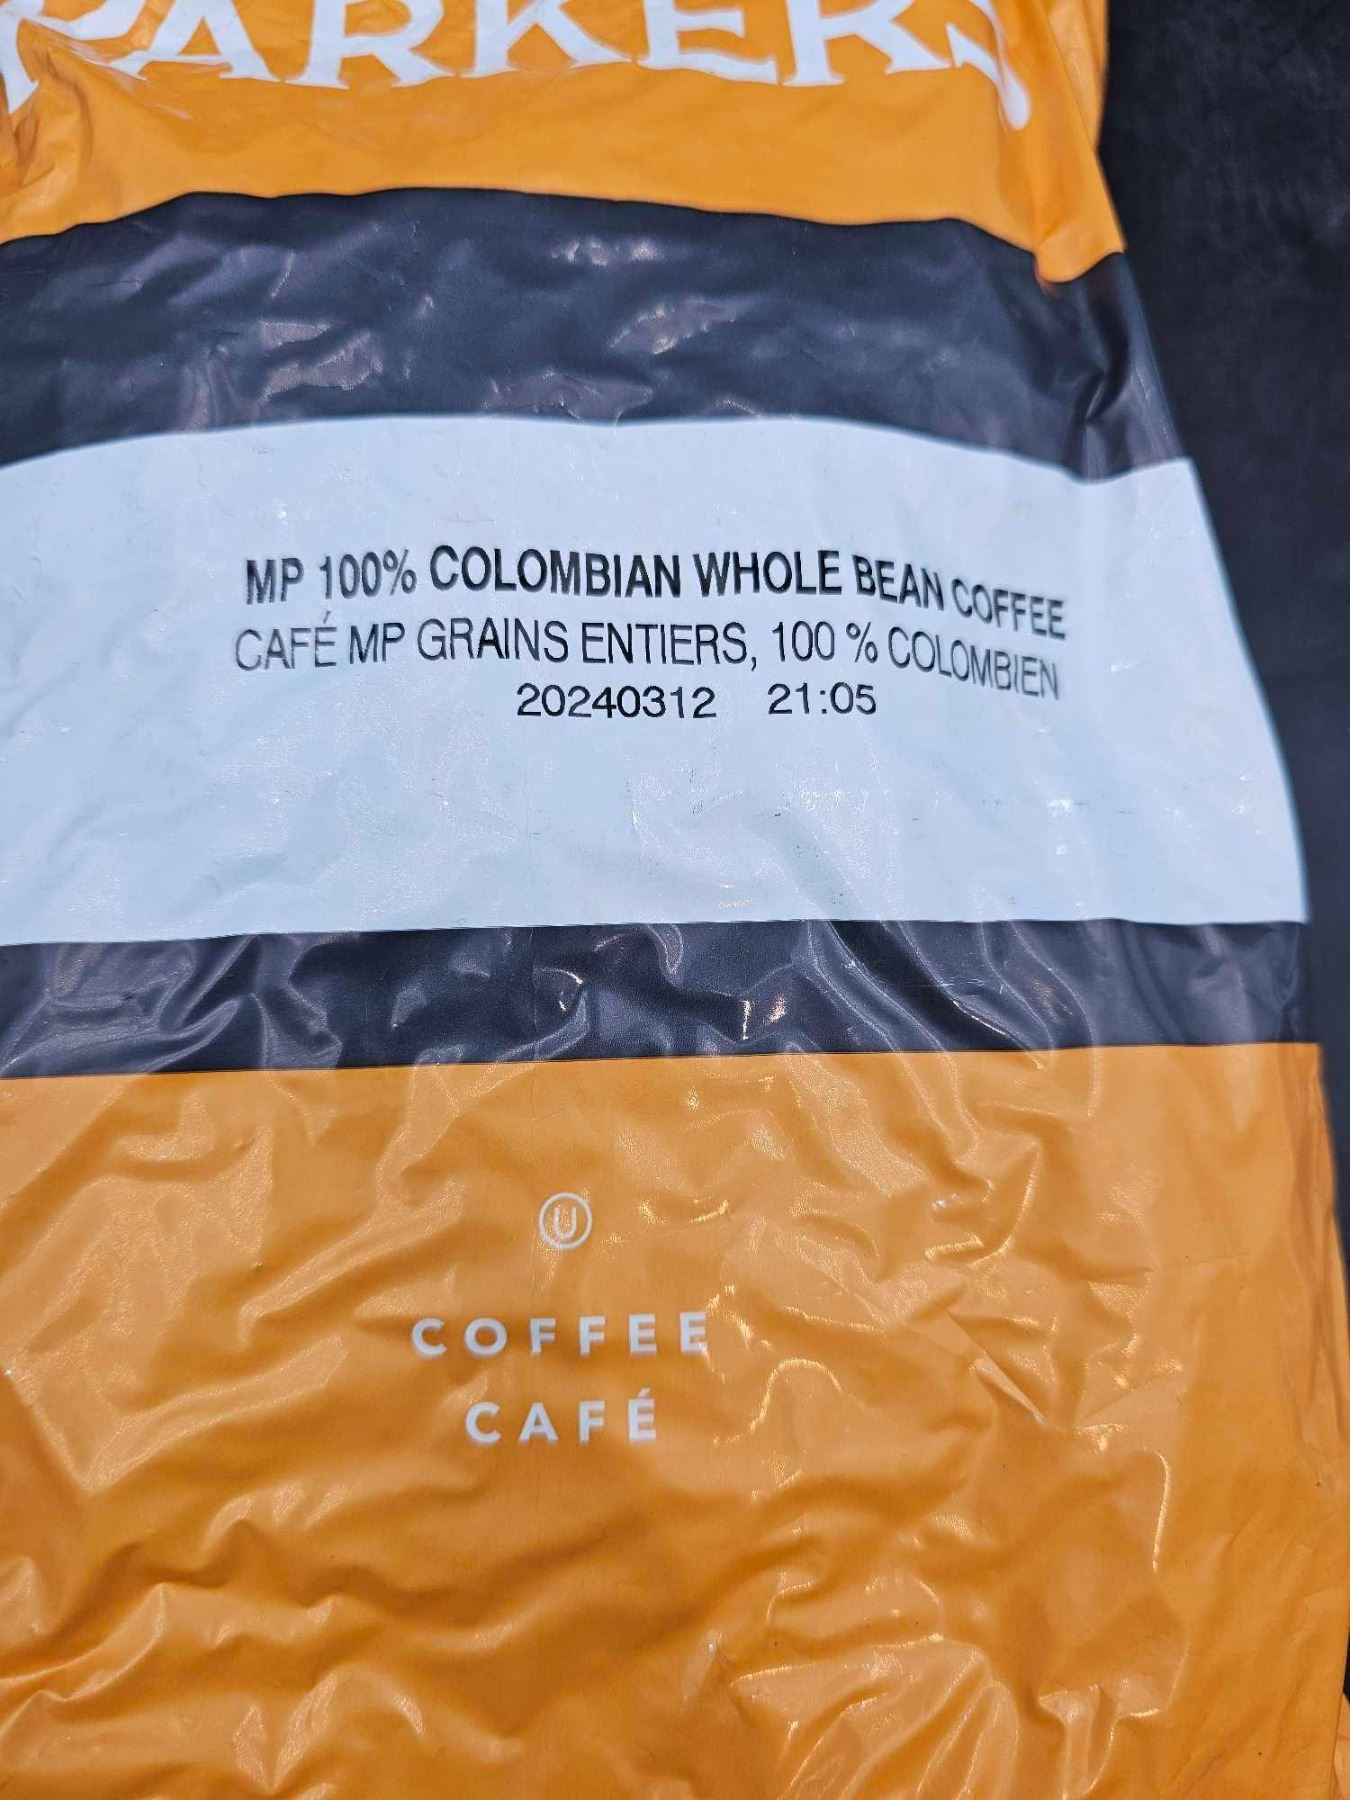 PARKERS
MP 100% COLOMBIAN WHOLE BEAN COFFEE
CAFÉ MP GRAINS ENTIERS, 100 % COLOMBIEN
20240312 21:05
U
COFFEE
CAFÉ